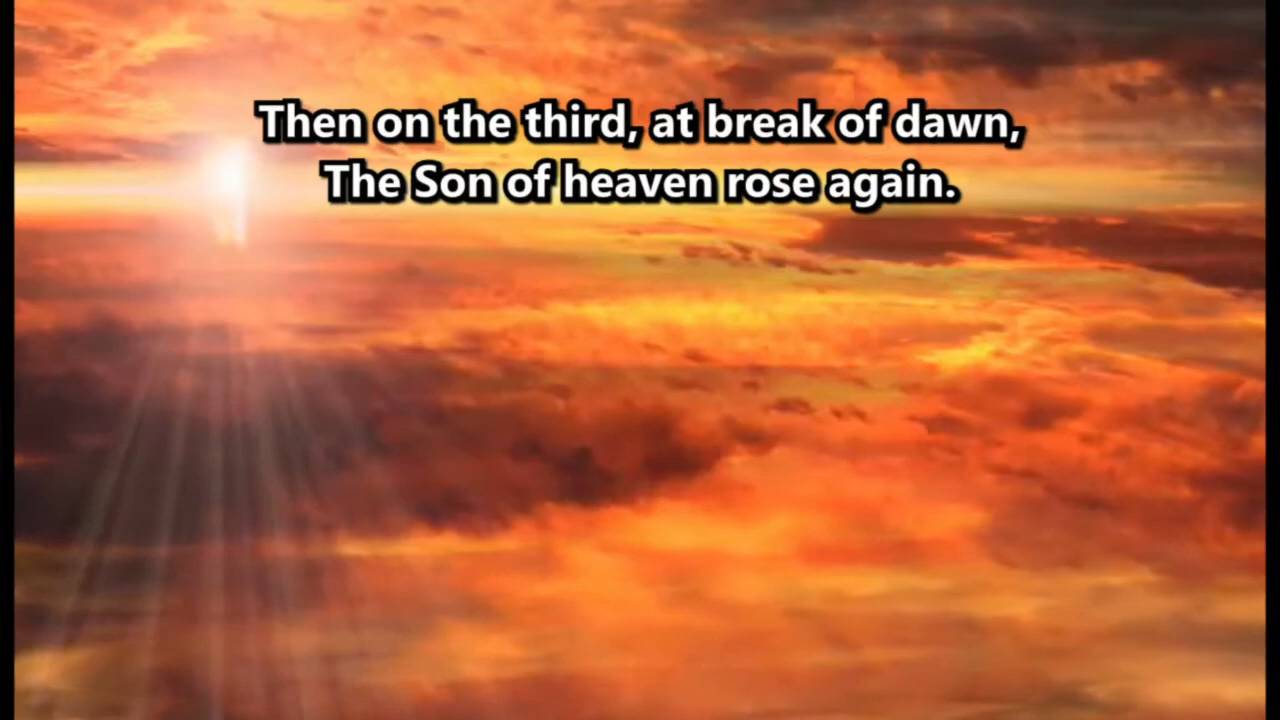 Then on the third, at break of dawn,
The Son of heaven rose again.